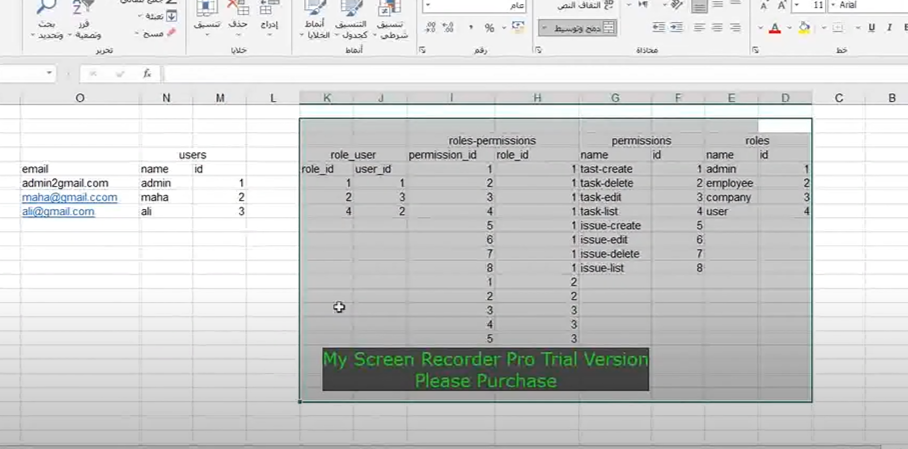 بحث فرز
وتحديد وتصفية
تعبئة
مسح
تحرير
إدراج حذف تنسيق
خلايا
أنماط تنسيق تنسيق
الخلايا كجدول شرطي
أنماط
عام
رقم
التفاف النص
دمج وتوسيط
محاذاة
11 Arial
خط
fx
O N M L K J I H G F E D C B
roles-permissions permissions roles
users role_user permission_id role_id name id name id
email name id role_id user_id 1 1 tast-create 1 admin 1
admin2gmail.com admin 1 1 1 2 1 task-delete 2 employee 2
maha@gmail.ccom maha 2 2 3 3 1 task-edit 3 company 3
ali@gmail.com ali 3 4 2 4 1 task-list 4 user 4
5 1 issue-create 5
6 1 issue-edit 6
7 1 issue-delete 7
8 1 issue-list 8
1 2
2 2
3 3
4 3
5 3
My Screen Recorder Pro Trial Version
Please Purchase